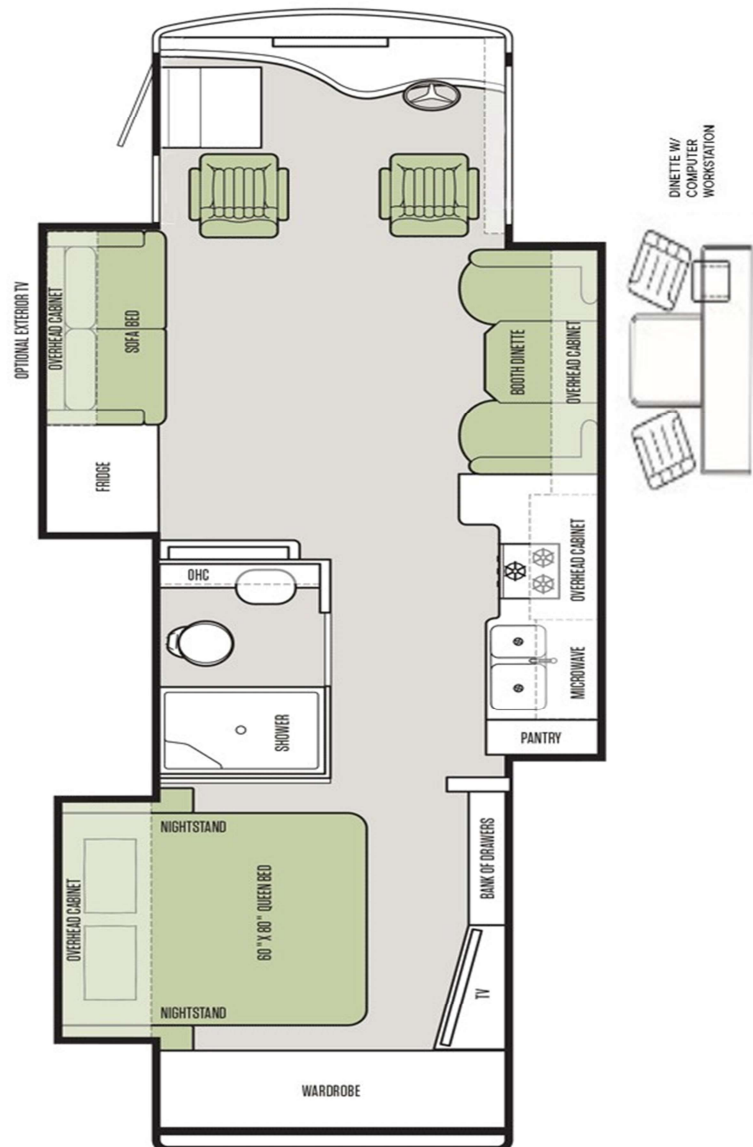 OPTIONAL EXTERIOR TV
OVERHEAD CABINET
SOFA BED
FRIDGE
DINETTE W/
COMPUTER
WORKSTATION
BOOTH DINETTE
OVERHEAD CABINET
OHC
OVERHEAD CABINET
MICROWAVE
SHOWER
PANTRY
NIGHTSTAND
OVERHEAD CABINET
60" X 80" QUEEN BED
NIGHTSTAND
BANK OF DRAWERS
TV
WARDROBE